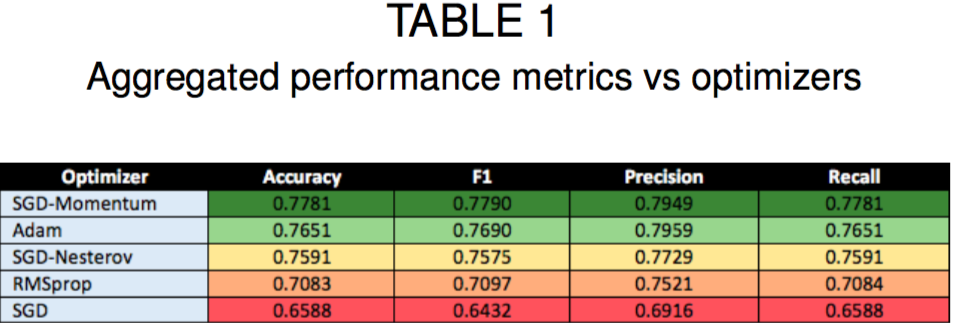 TABLE 1
Aggregated performance metrics vs optimizers
Optimizer Accuracy F1 Precision Recall
SGD-Momentum 0.7781 0.7790 0.7949 0.7781
Adam 0.7651 0.7690 0.7959 0.7651
SGD-Nesterov 0.7591 0.7575 0.7729 0.7591
RMSprop 0.7083 0.7097 0.7521 0.7084
SGD 0.6588 0.6432 0.6916 0.6588